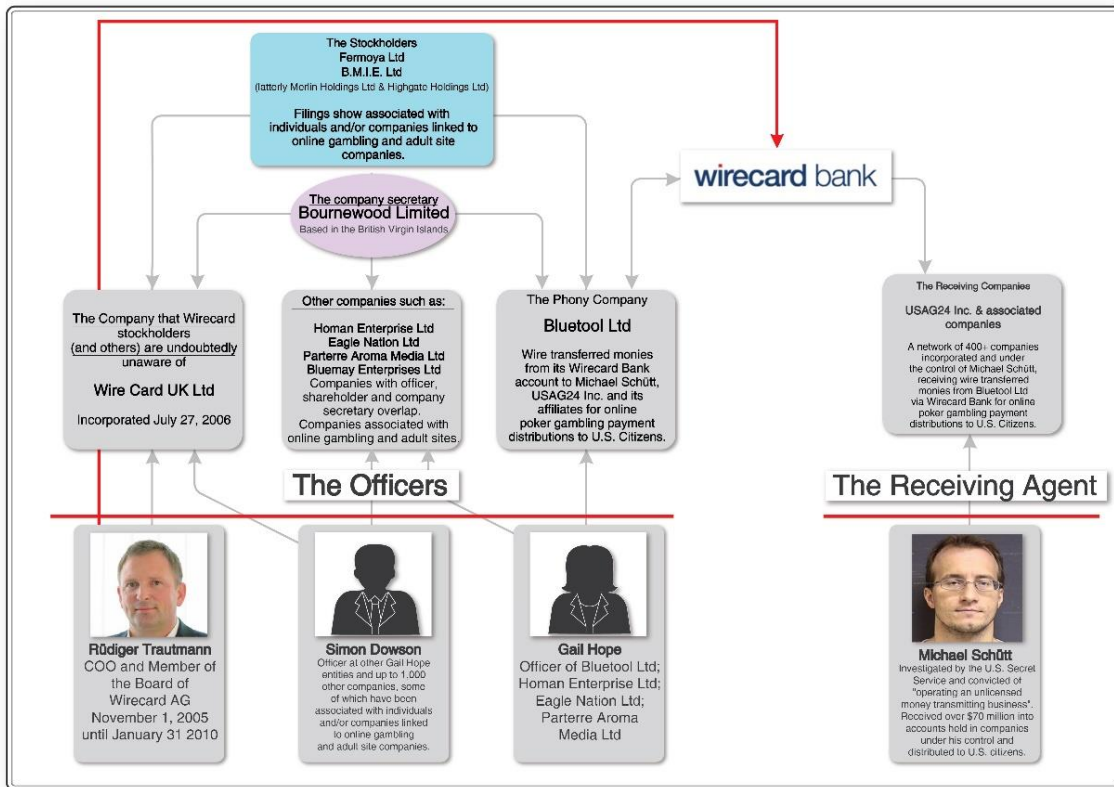 The Stockholders
Fermoya Ltd
B.M.I.E. Ltd
(latterly Morlin Holdings Ltd & Highgate Holdings Ltd)
Filings show associated with
individuals and/or companies linked to
online gambling and adult site
companies.
wirecard bank
The company secretary
Bournewood Limited
Based in the British Virgin Islands
The Company that Wirecard
stockholders
(and others) are undoubtedly
unaware of
Wire Card UK Ltd
Incorporated July 27, 2006
Other companies such as:
Homan Enterprise Ltd
Eagle Nation Ltd
Parterre Aroma Media Ltd
Bluemay Enterprises Ltd
Companies with officer,
shareholder and company
secretary overlap.
Companies associated with
online gambling and adult sites.
The Phony Company
Bluetool Ltd
Wire transferred monies
from its Wirecard Bank
account to Michael Schütt,
USAG24 Inc. and its
affiliates for online
poker gambling payment
distributions to U.S. Citizens.
The Receiving Companies
USAG24 Inc. & associated
companies
A network of 400+ companies
incorporated and under
the control of Michael Schütt,
receiving wire transferred
monies from Bluetool Ltd
via Wirecard Bank for online
poker gambling payment
distributions to U.S. Citizens.
The Officers
The Receiving Agent
Rüdiger Trautmann
COO and Member of
the Board of
Wirecard AG
November 1, 2005
until January 31 2010
Simon Dowson
Officer at other Gail Hope
entities and up to 1,000
other companies, some
of which have been
associated with individuals
and/or companies linked
to online gambling
and adult site companies.
Gail Hope
Officer of Bluetool Ltd;
Homan Enterprise Ltd;
Eagle Nation Ltd;
Parterre Aroma
Media Ltd
Michael Schütt
Investigated by the U.S. Secret
Service and convicted of
"operating an unlicensed
money transmitting business".
Received over $70 million into
accounts held in companies
under his control and
distributed to U.S. citizens.